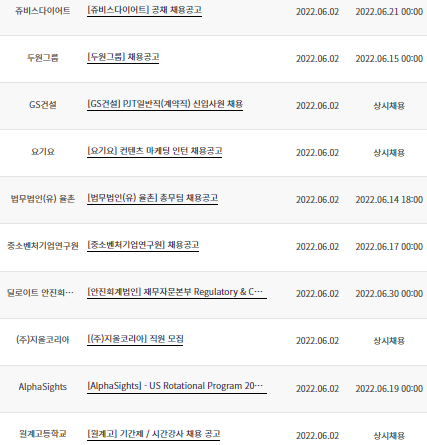 쥬비스다이어트 [쥬비스다이어트] 공채 채용공고 2022.06.02 2022.06.21 00:00
두원그룹 [두원그룹] 채용공고 2022.06.02 2022.06.15 00:00
GS건설 [GS건설] PJT일반직(계약직) 신입사원 채용 2022.06.02 상시채용
요기요 [요기요] 컨텐츠 마케팅 인턴 채용공고 2022.06.02 상시채용
법무법인(유) 율촌 [법무법인(유) 율촌] 총무팀 채용공고 2022.06.02 2022.06.14 18:00
중소벤처기업연구원 [중소벤처기업연구원] 채용공고 2022.06.02 2022.06.17 00:00
딜로이트 안진회… [안진회계법인] 재무자문본부 Regulatory & C… 2022.06.02 2022.06.30 00:00
(주)지올코리아 [(주)지올코리아] 직원 모집 2022.06.02 상시채용
AlphaSights [AlphaSights] - US Rotational Program 20… 2022.06.02 2022.06.19 00:00
월계고등학교 [월계고] 기간제 / 시간강사 채용 공고 2022.06.02 상시채용